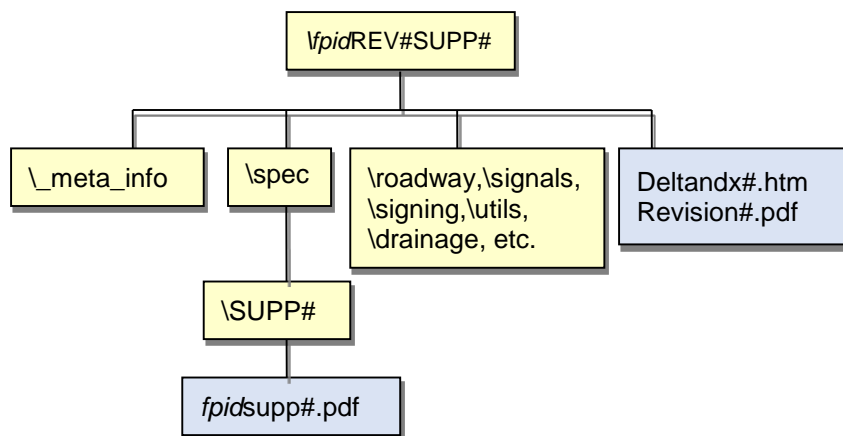 \fpidREV#SUPP#
\_meta_info
\spec
\roadway,\signals,
\signing,\utils,
\drainage, etc.
Deltandx#.htm
Revision#.pdf
\SUPP#
fpidsupp#.pdf